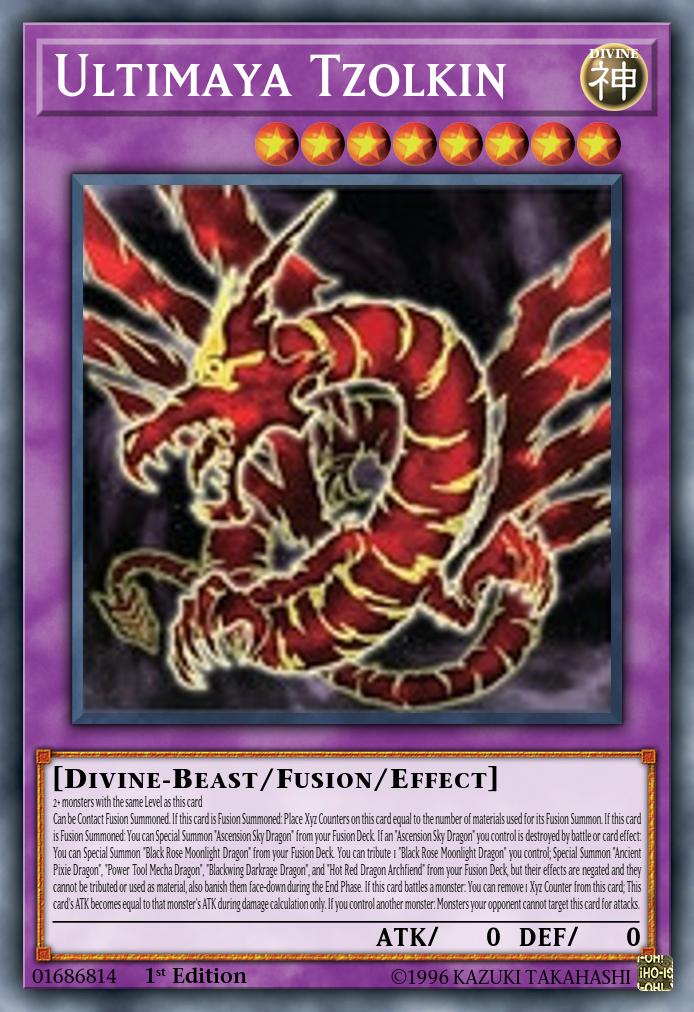 ULTIMAYA TZOLKIN
DIVINE
神
[DIVINE-BEAST/FUSION/EFFECT]
2+ monsters with the same Level as this card
Can be Contact Fusion Summoned. If this card is Fusion Summoned: Place Xyz Counters on this card equal to the number of materials used for its Fusion Summon. If this card
is Fusion Summoned: You can Special Summon "Ascension Sky Dragon" from your Fusion Deck. If an "Ascension Sky Dragon" you control is destroyed by battle or card effect:
You can Special Summon "Black Rose Moonlight Dragon" from your Fusion Deck. You can tribute 1 "Black Rose Moonlight Dragon" you control; Special Summon "Ancient
Pixie Dragon", "Power Tool Mecha Dragon", "Blackwing Darkrage Dragon", and "Hot Red Dragon Archfiend" from your Fusion Deck, but their effects are negated and they
cannot be tributed or used as material, also banish them face-down during the End Phase. If this card battles a monster: You can remove 1 Xyz Counter from this card; This
card's ATK becomes equal to that monster's ATK during damage calculation only. If you control another monster: Monsters your opponent cannot target this card for attacks.
ATK/ 0 DEF/ 0
01686814 1st Edition ©1996 KAZUKI TAKAHASHI